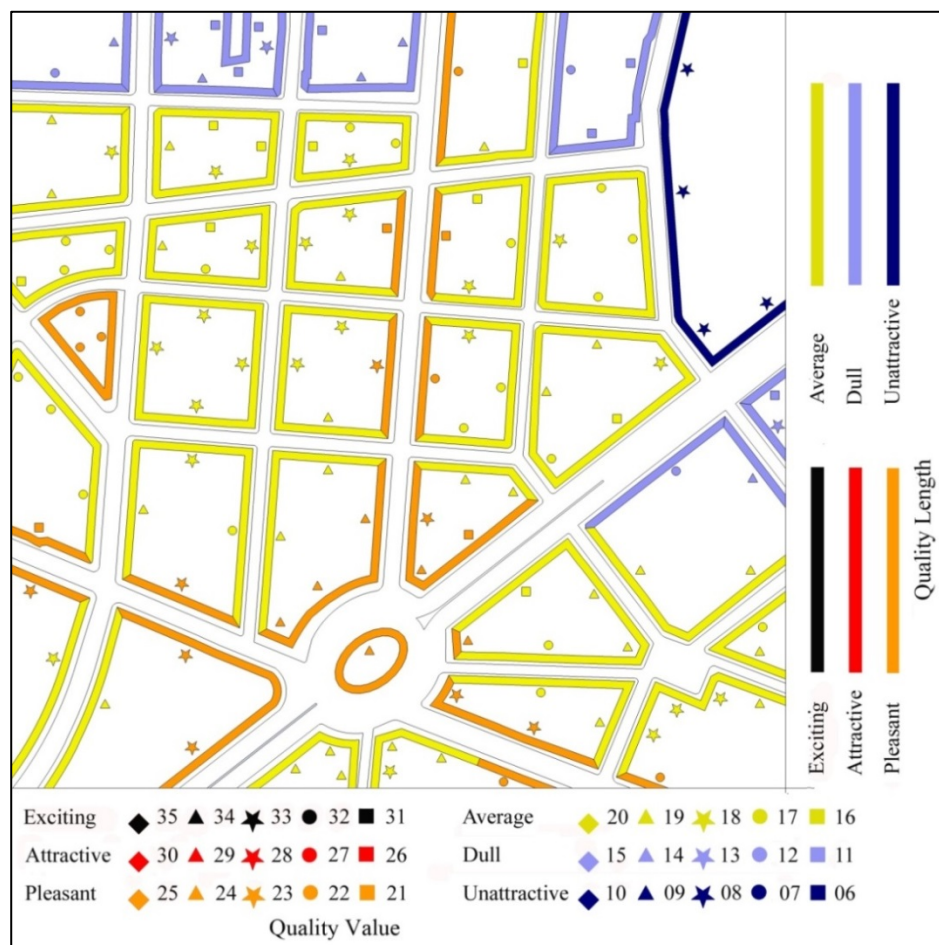 Average
Dull
Unattractive
Exciting
Attractive
Pleasant
Quality Length
Exciting 35 34 33 32 31
Attractive 30 29 28 27 26
Pleasant 25 24 23 22 21
Average 20 19 18 17 16
Dull 15 14 13 12 11
Unattractive 10 09 08 07 06
Quality Value